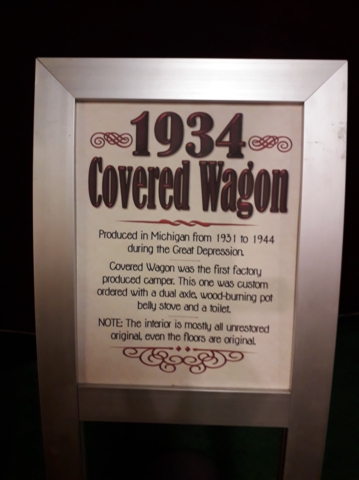 1934
Covered Wagon
Produced in Michigan from 1931 to 1944
during the Great Depression.
Covered Wagon was the first factory
produced camper. This one was custom
ordered with a dual axle, wood-burning pot
belly stove and a toilet.
NOTE: The interior is mostly all unrestored
original, even the floors are original.